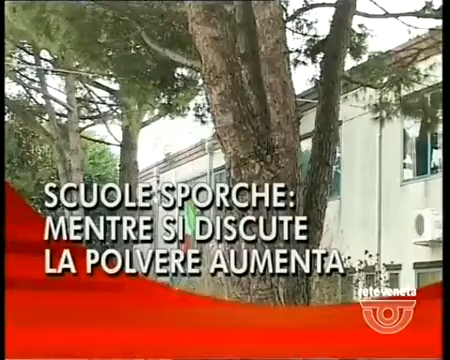 SCUOLE SPORCHE:
MENTRE SI DISCUTE
LA POLVERE AUMENTA
reteveneta